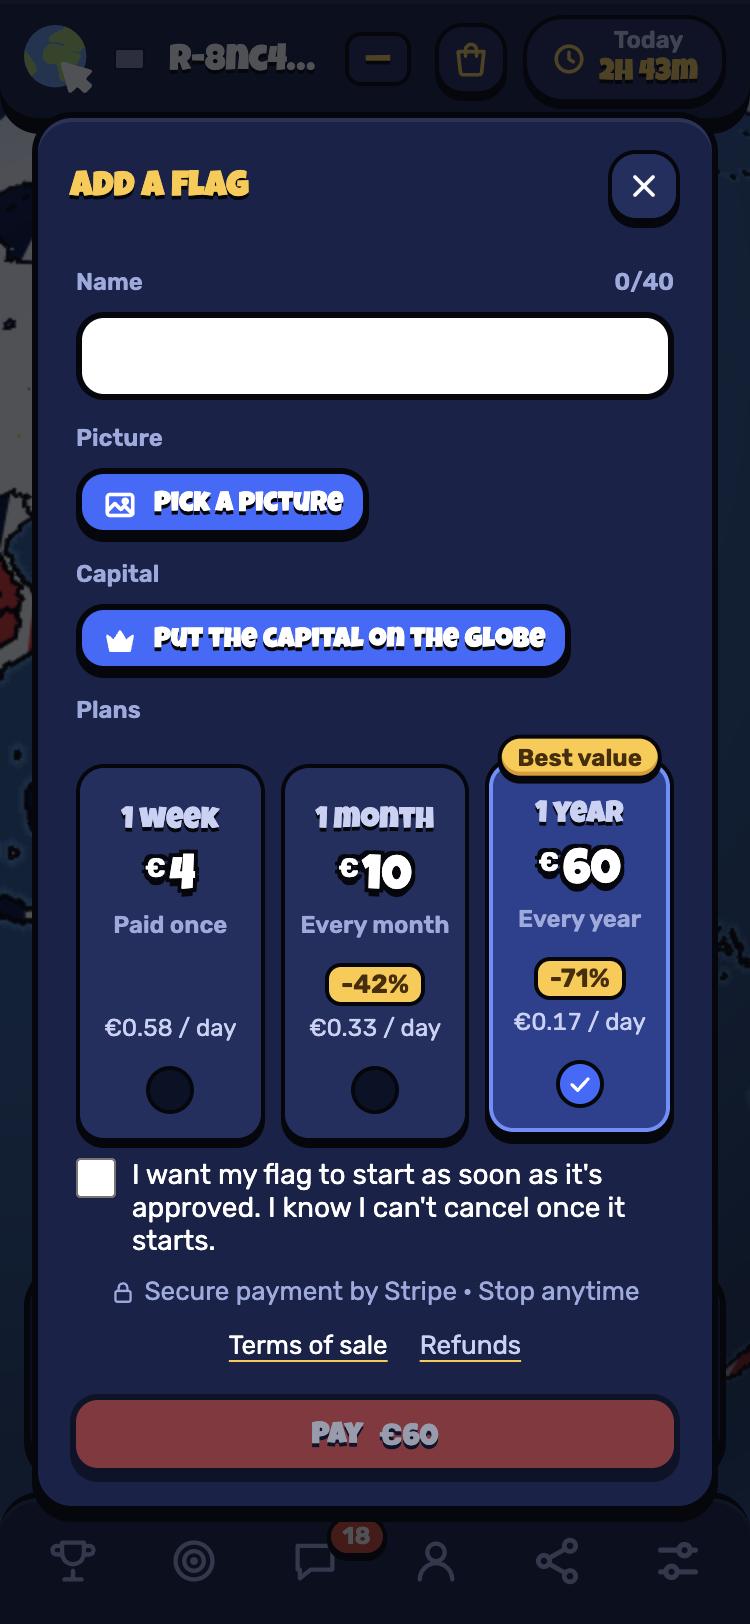 R-8nc4...
Today
2H 43m
ADD A FLAG
Name
0/40
Picture
PICK A PICTURE
Capital
PUT THE CAPITAL ON THE GLOBE
Plans
Best value
1 WEEK
€4
Paid once
€0.58 / day
1 MONTH
€10
Every month
-42%
€0.33 / day
1 YEAR
€60
Every year
-71%
€0.17 / day
I want my flag to start as soon as it's
approved. I know I can't cancel once it
starts.
Secure payment by Stripe • Stop anytime
Terms of sale
Refunds
PAY €60
18